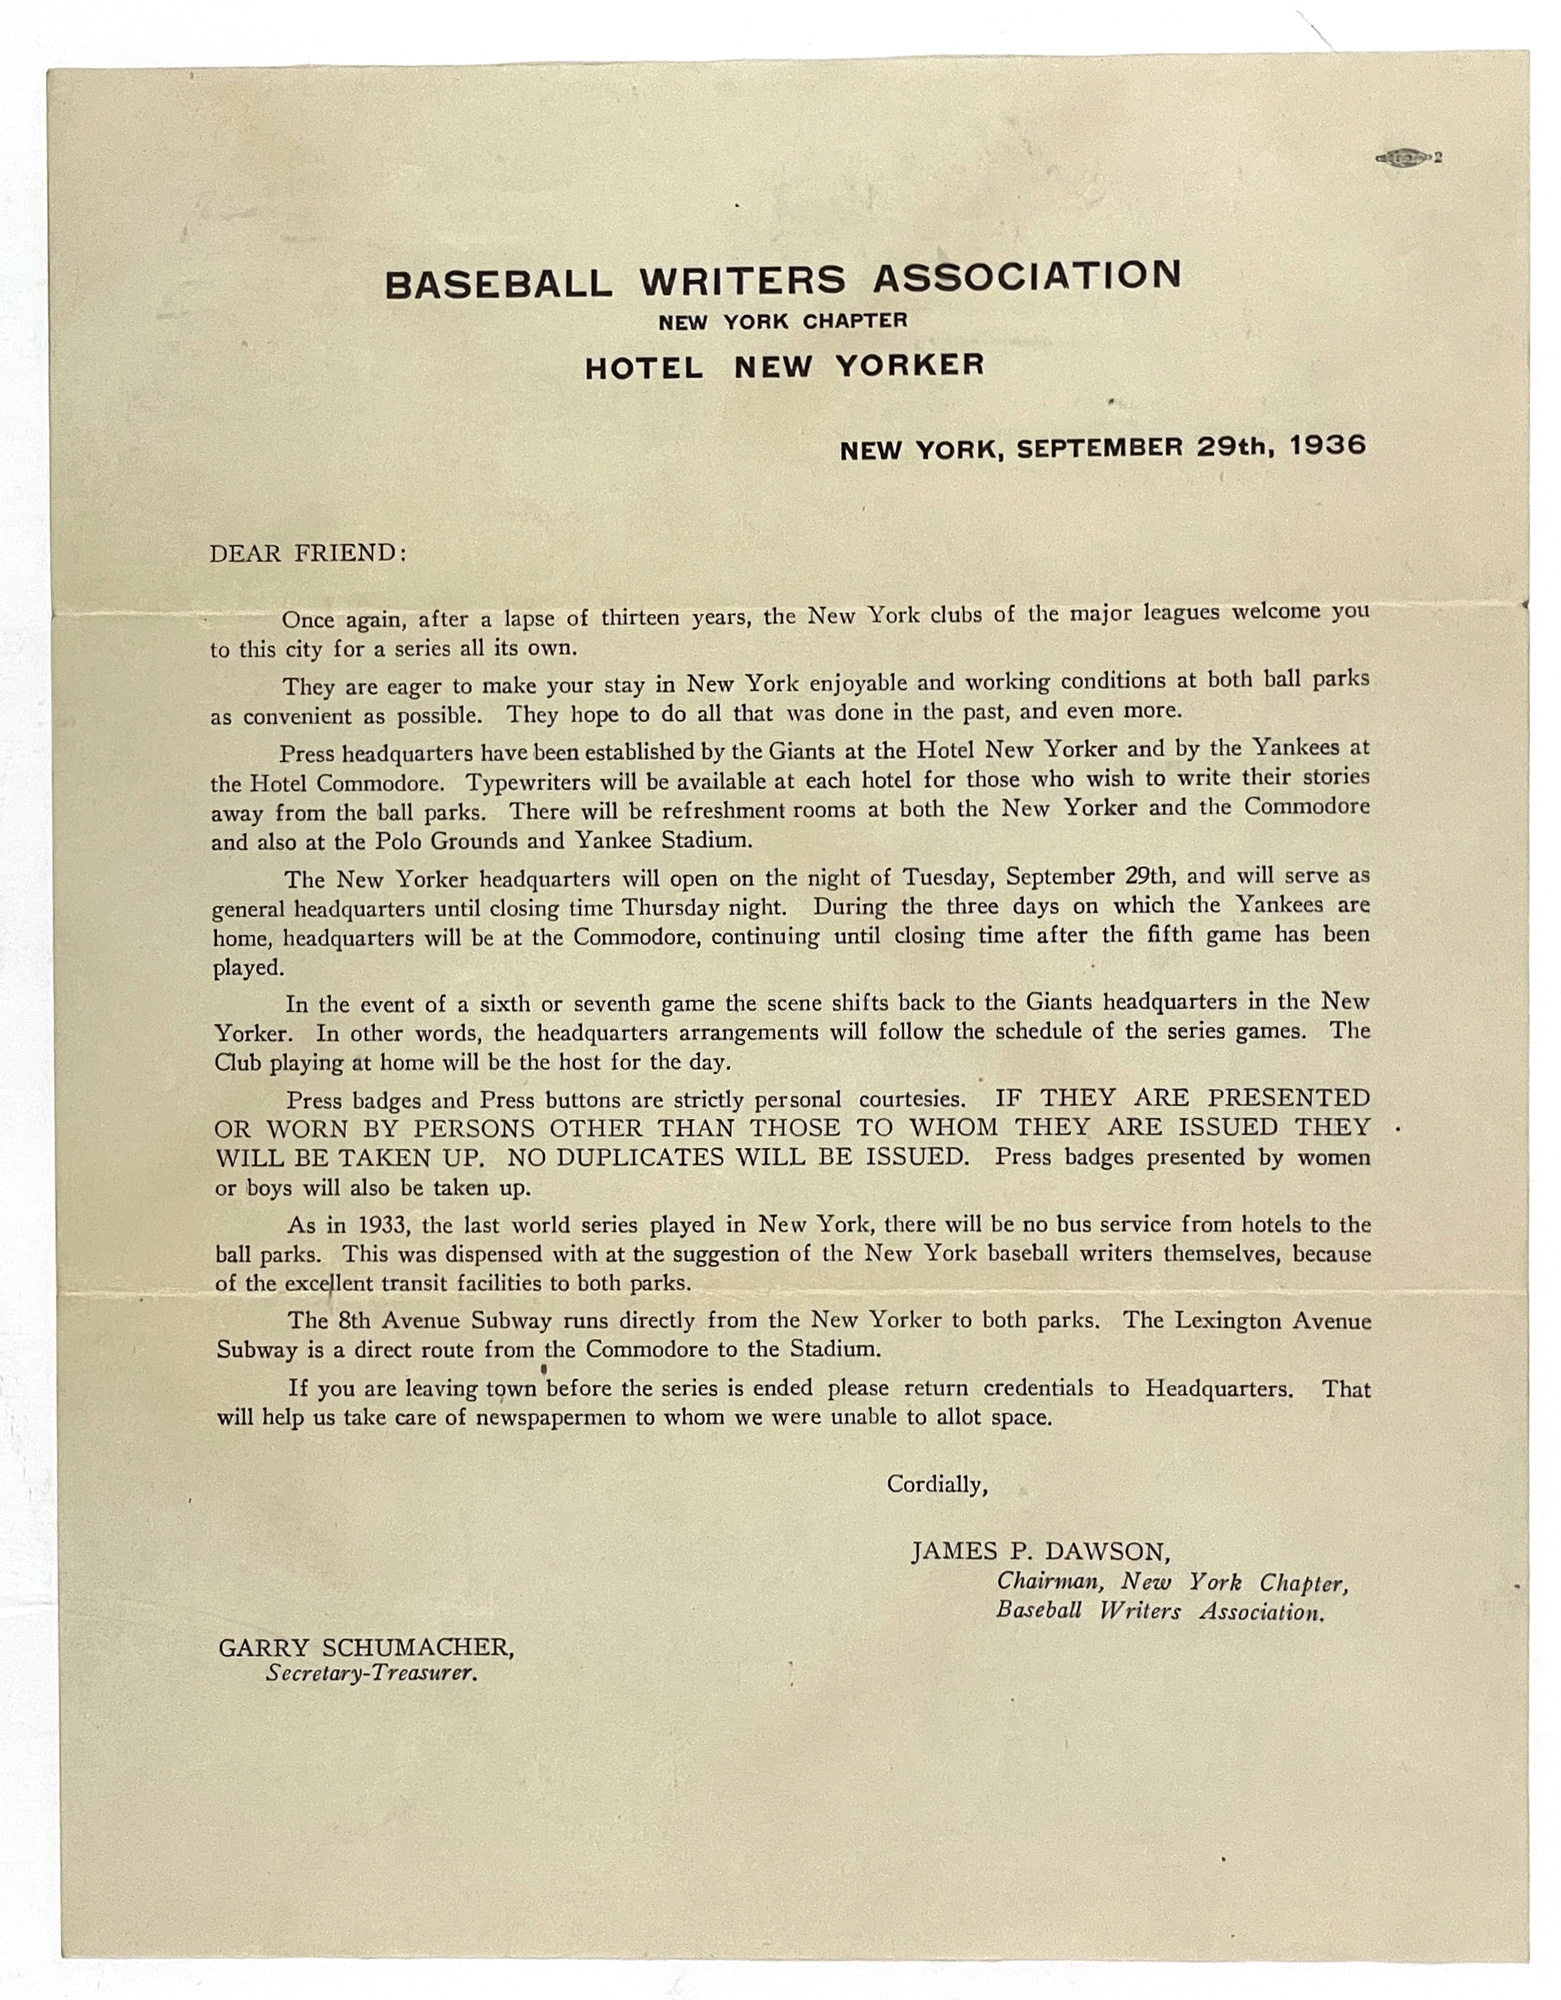 2
BASEBALL WRITERS ASSOCIATION
NEW YORK CHAPTER
HOTEL NEW YORKER
NEW YORK, SEPTEMBER 29th, 1936
DEAR FRIEND:
Once again, after a lapse of thirteen years, the New York clubs of the major leagues welcome you
to this city for a series all its own.
They are eager to make your stay in New York enjoyable and working conditions at both ball parks
as convenient as possible. They hope to do all that was done in the past, and even more.
Press headquarters have been established by the Giants at the Hotel New Yorker and by the Yankees at
the Hotel Commodore. Typewriters will be available at each hotel for those who wish to write their stories
away from the ball parks. There will be refreshment rooms at both the New Yorker and the Commodore
and also at the Polo Grounds and Yankee Stadium.
The New Yorker headquarters will open on the night of Tuesday, September 29th, and will serve as
general headquarters until closing time Thursday night. During the three days on which the Yankees are
home, headquarters will be at the Commodore, continuing until closing time after the fifth game has been
played.
In the event of a sixth or seventh game the scene shifts back to the Giants headquarters in the New
Yorker. In other words, the headquarters arrangements will follow the schedule of the series games. The
Club playing at home will be the host for the day.
Press badges and Press buttons are strictly personal courtesies. IF THEY ARE PRESENTED
OR WORN BY PERSONS OTHER THAN THOSE TO WHOM THEY ARE ISSUED THEY
WILL BE TAKEN UP. NO DUPLICATES WILL BE ISSUED. Press badges presented by women
or boys will also be taken up.
As in 1933, the last world series played in New York, there will be no bus service from hotels to the
ball parks. This was dispensed with at the suggestion of the New York baseball writers themselves, because
of the excellent transit facilities to both parks.
The 8th Avenue Subway runs directly from the New Yorker to both parks. The Lexington Avenue
Subway is a direct route from the Commodore to the Stadium.
If you are leaving town before the series is ended please return credentials to Headquarters. That
will help us take care of newspapermen to whom we were unable to allot space.
Cordially,
JAMES P. DAWSON,
Chairman, New York Chapter,
Baseball Writers Association.
GARRY SCHUMACHER,
Secretary-Treasurer.